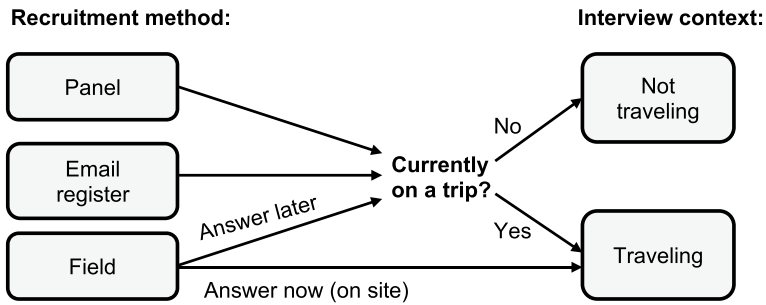 Recruitment method:
Interview context:
Panel
Not
traveling
No
Email
register
Currently
on a trip?
Answer later
Yes
Field
Traveling
Answer now (on site)